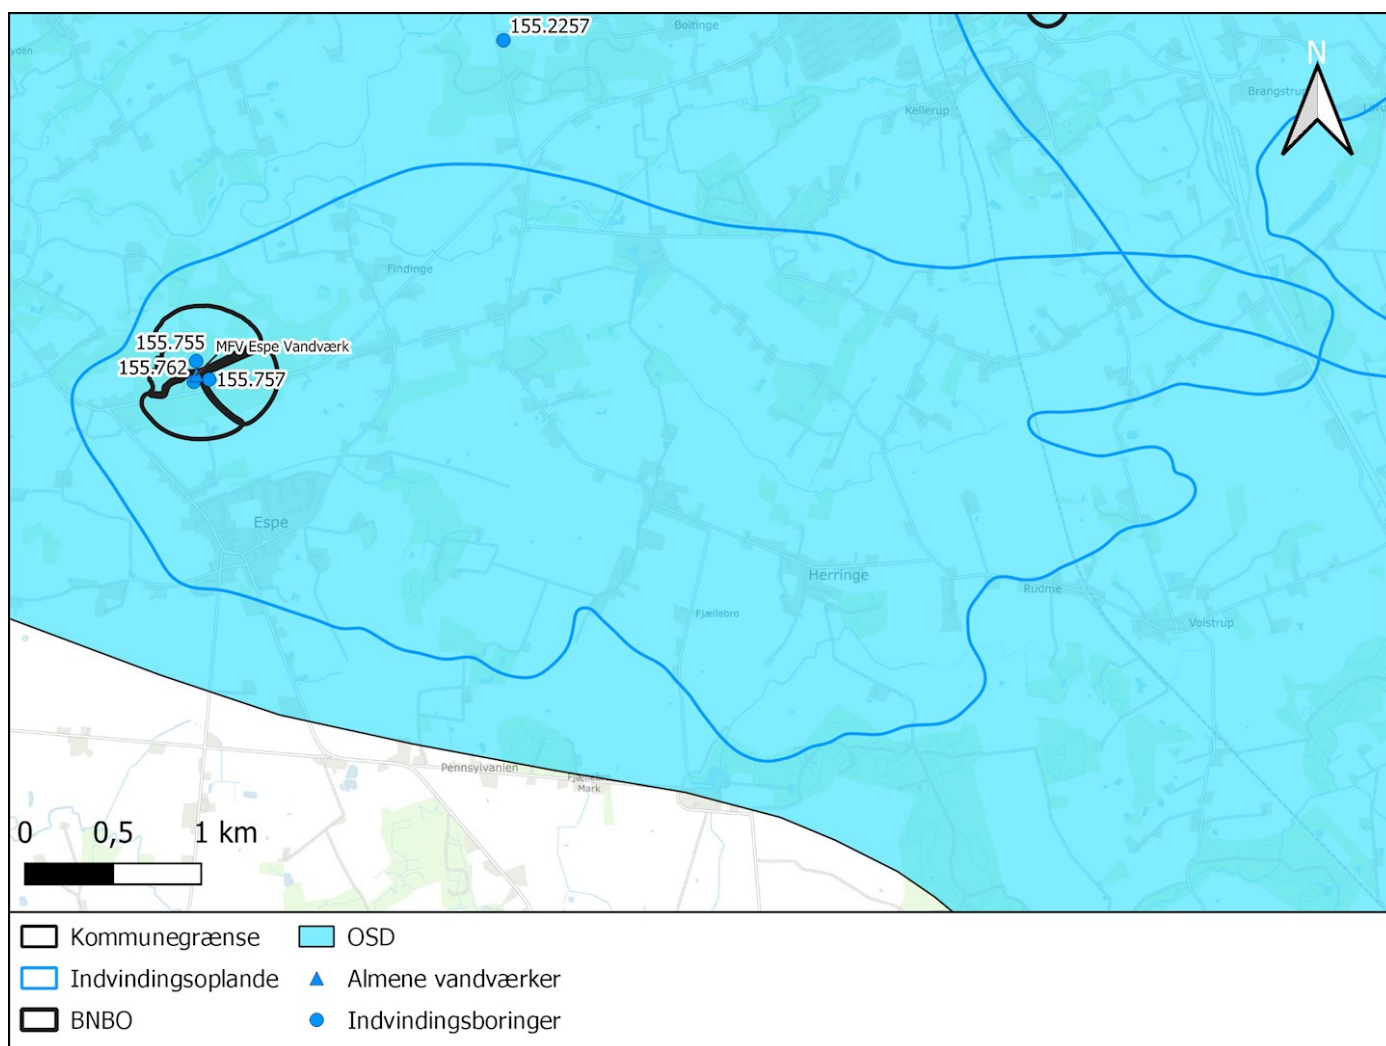 155.2257
Boltinge
yden
N
Kellerup
Brangstrup
Findinge
155.755
MFV Espe Vandværk
155.762
155.757
Espe
Herringe
Rudme
Fjællebro
Volstrup
Pennsylvanien
Fjællebro
Mark
0 0,5 1 km
Kommunegrænse
OSD
Indvindingsoplande
Almene vandværker
BNBO
Indvindingsboringer